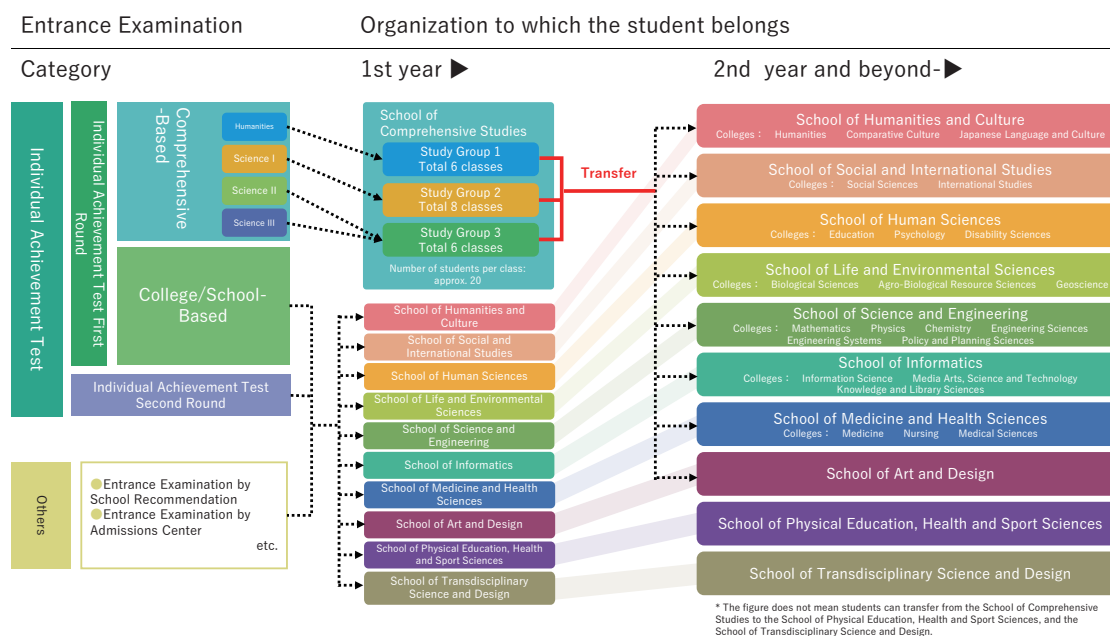 Entrance Examination
Organization to which the student belongs
Category
1st year ▶
2nd year and beyond-▶
Individual Achievement Test
Individual Achievement Test First
Round
Comprehensive
-Based
Humanities
Science I
Science II
Science III
College/School-
Based
Individual Achievement Test
Second Round
Others
Entrance Examination by
School Recommendation
Entrance Examination by
Admissions Center
etc.
School of
Comprehensive Studies
Study Group 1
Total 6 classes
Study Group 2
Total 8 classes
Study Group 3
Total 6 classes
Number of students per class:
approx. 20
Transfer
School of Humanities and
Culture
School of Social and
International Studies
School of Human Sciences
School of Life and Environmental
Sciences
School of Science and
Engineering
School of Informatics
School of Medicine and Health
Sciences
School of Art and Design
School of Physical Education, Health
and Sport Sciences
School of Transdisciplinary
Science and Design
School of Humanities and Culture
Colleges： Humanities Comparative Culture Japanese Language and Culture
School of Social and International Studies
Colleges： Social Sciences International Studies
School of Human Sciences
Colleges： Education Psychology Disability Sciences
School of Life and Environmental Sciences
Colleges： Biological Sciences Agro-Biological Resource Sciences Geoscience
School of Science and Engineering
Colleges： Mathematics Physics Chemistry Engineering Sciences
Engineering Systems Policy and Planning Sciences
School of Informatics
Colleges： Information Science Media Arts, Science and Technology
Knowledge and Library Sciences
School of Medicine and Health Sciences
Colleges： Medicine Nursing Medical Sciences
School of Art and Design
School of Physical Education, Health and Sport Sciences
School of Transdisciplinary Science and Design
* The figure does not mean students can transfer from the School of Comprehensive
Studies to the School of Physical Education, Health and Sport Sciences, and the
School of Transdisciplinary Science and Design.